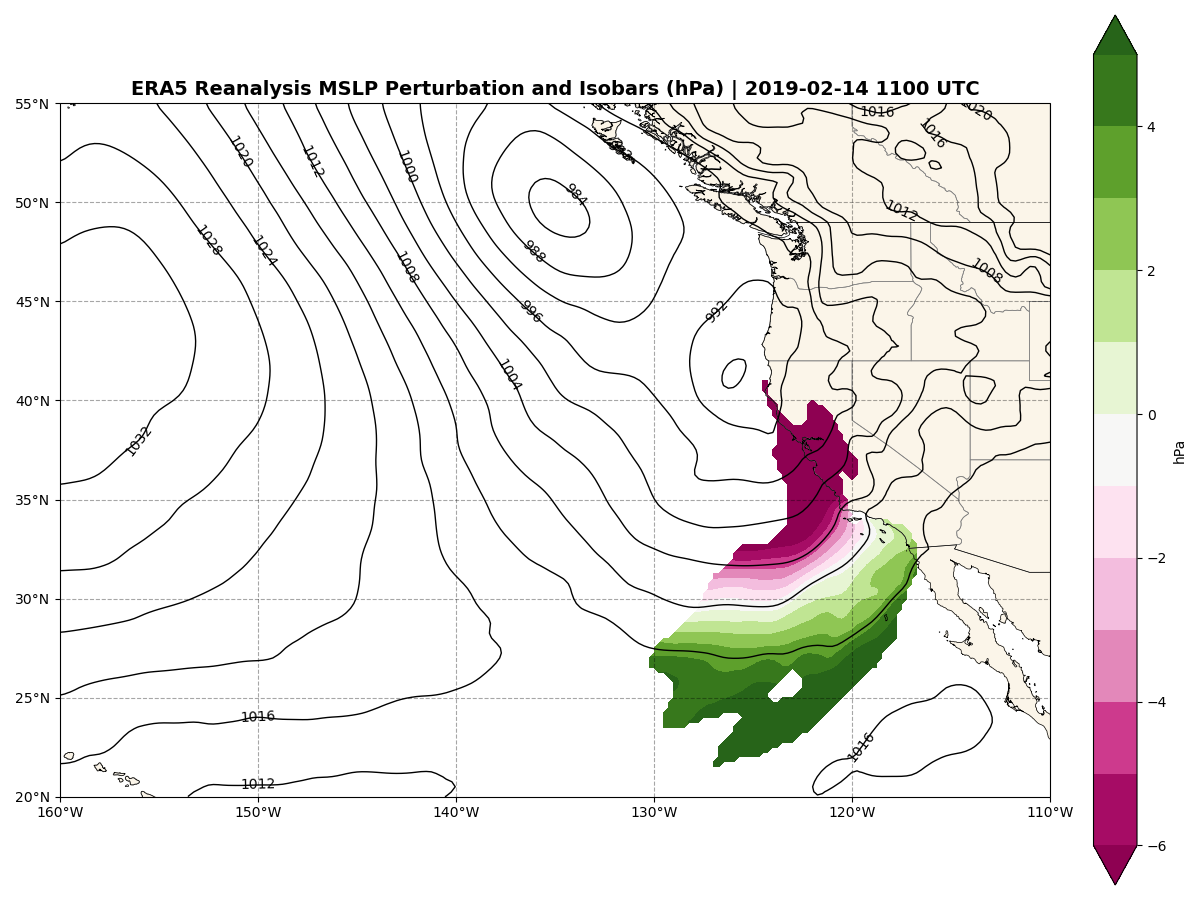 ERA5 Reanalysis MSLP Perturbation and Isobars (hPa) | 2019-02-14 1100 UTC
55°N
50°N
45°N
40°N
35°N
30°N
25°N
20°N
160°W
150°W
140°W
130°W
120°W
110°W
1020
1012
1000
984
1016
1016
1020
1028
1024
1008
988
1012
1008
996
992
1004
1032
1016
1012
1016
4
2
0
−2
−4
−6
hPa